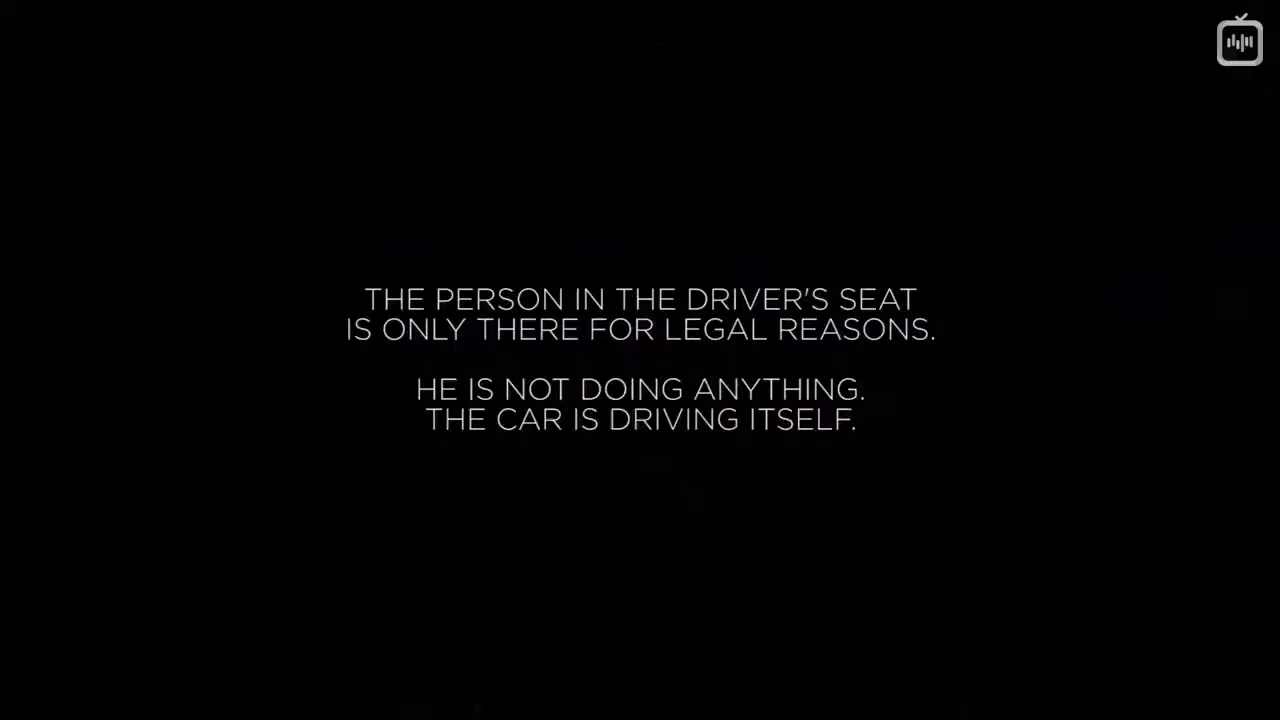 THE PERSON IN THE DRIVER'S SEAT
IS ONLY THERE FOR LEGAL REASONS.
HE IS NOT DOING ANYTHING.
THE CAR IS DRIVING ITSELF.